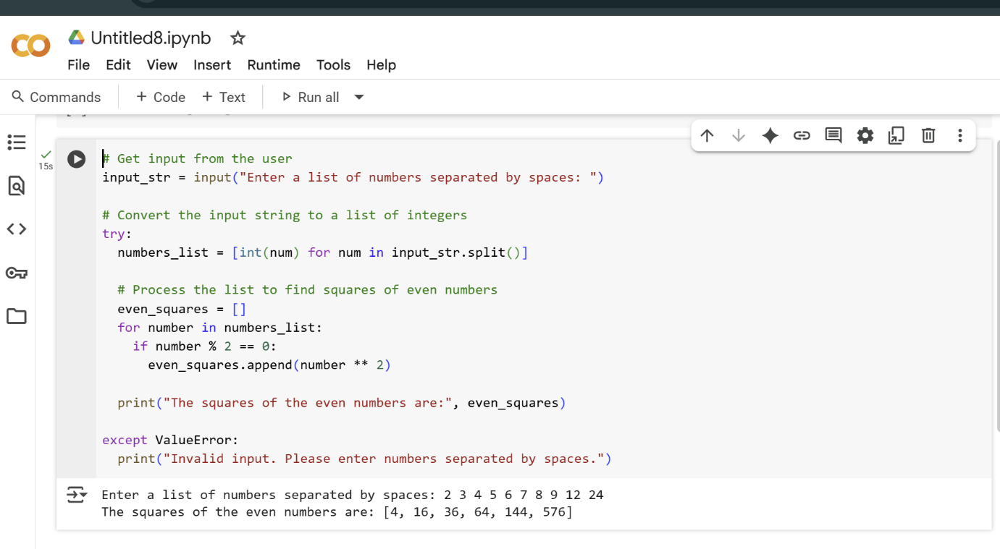 Untitled8.ipynb
File Edit View Insert Runtime Tools Help
Commands + Code + Text Run all
15s
# Get input from the user
input_str = input("Enter a list of numbers separated by spaces: ")
# Convert the input string to a list of integers
try:
  numbers_list = [int(num) for num in input_str.split()]
  # Process the list to find squares of even numbers
  even_squares = []
  for number in numbers_list:
    if number % 2 == 0:
      even_squares.append(number ** 2)
  print("The squares of the even numbers are:", even_squares)
except ValueError:
  print("Invalid input. Please enter numbers separated by spaces.")
Enter a list of numbers separated by spaces: 2 3 4 5 6 7 8 9 12 24
The squares of the even numbers are: [4, 16, 36, 64, 144, 576]